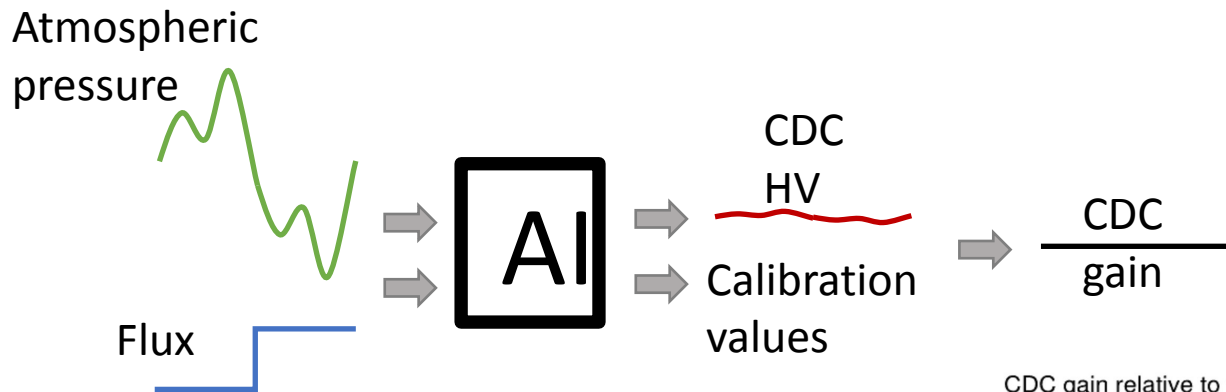 Atmospheric
pressure
Flux
AI
CDC
HV
Calibration
values
CDC
gain
CDC gain relative to